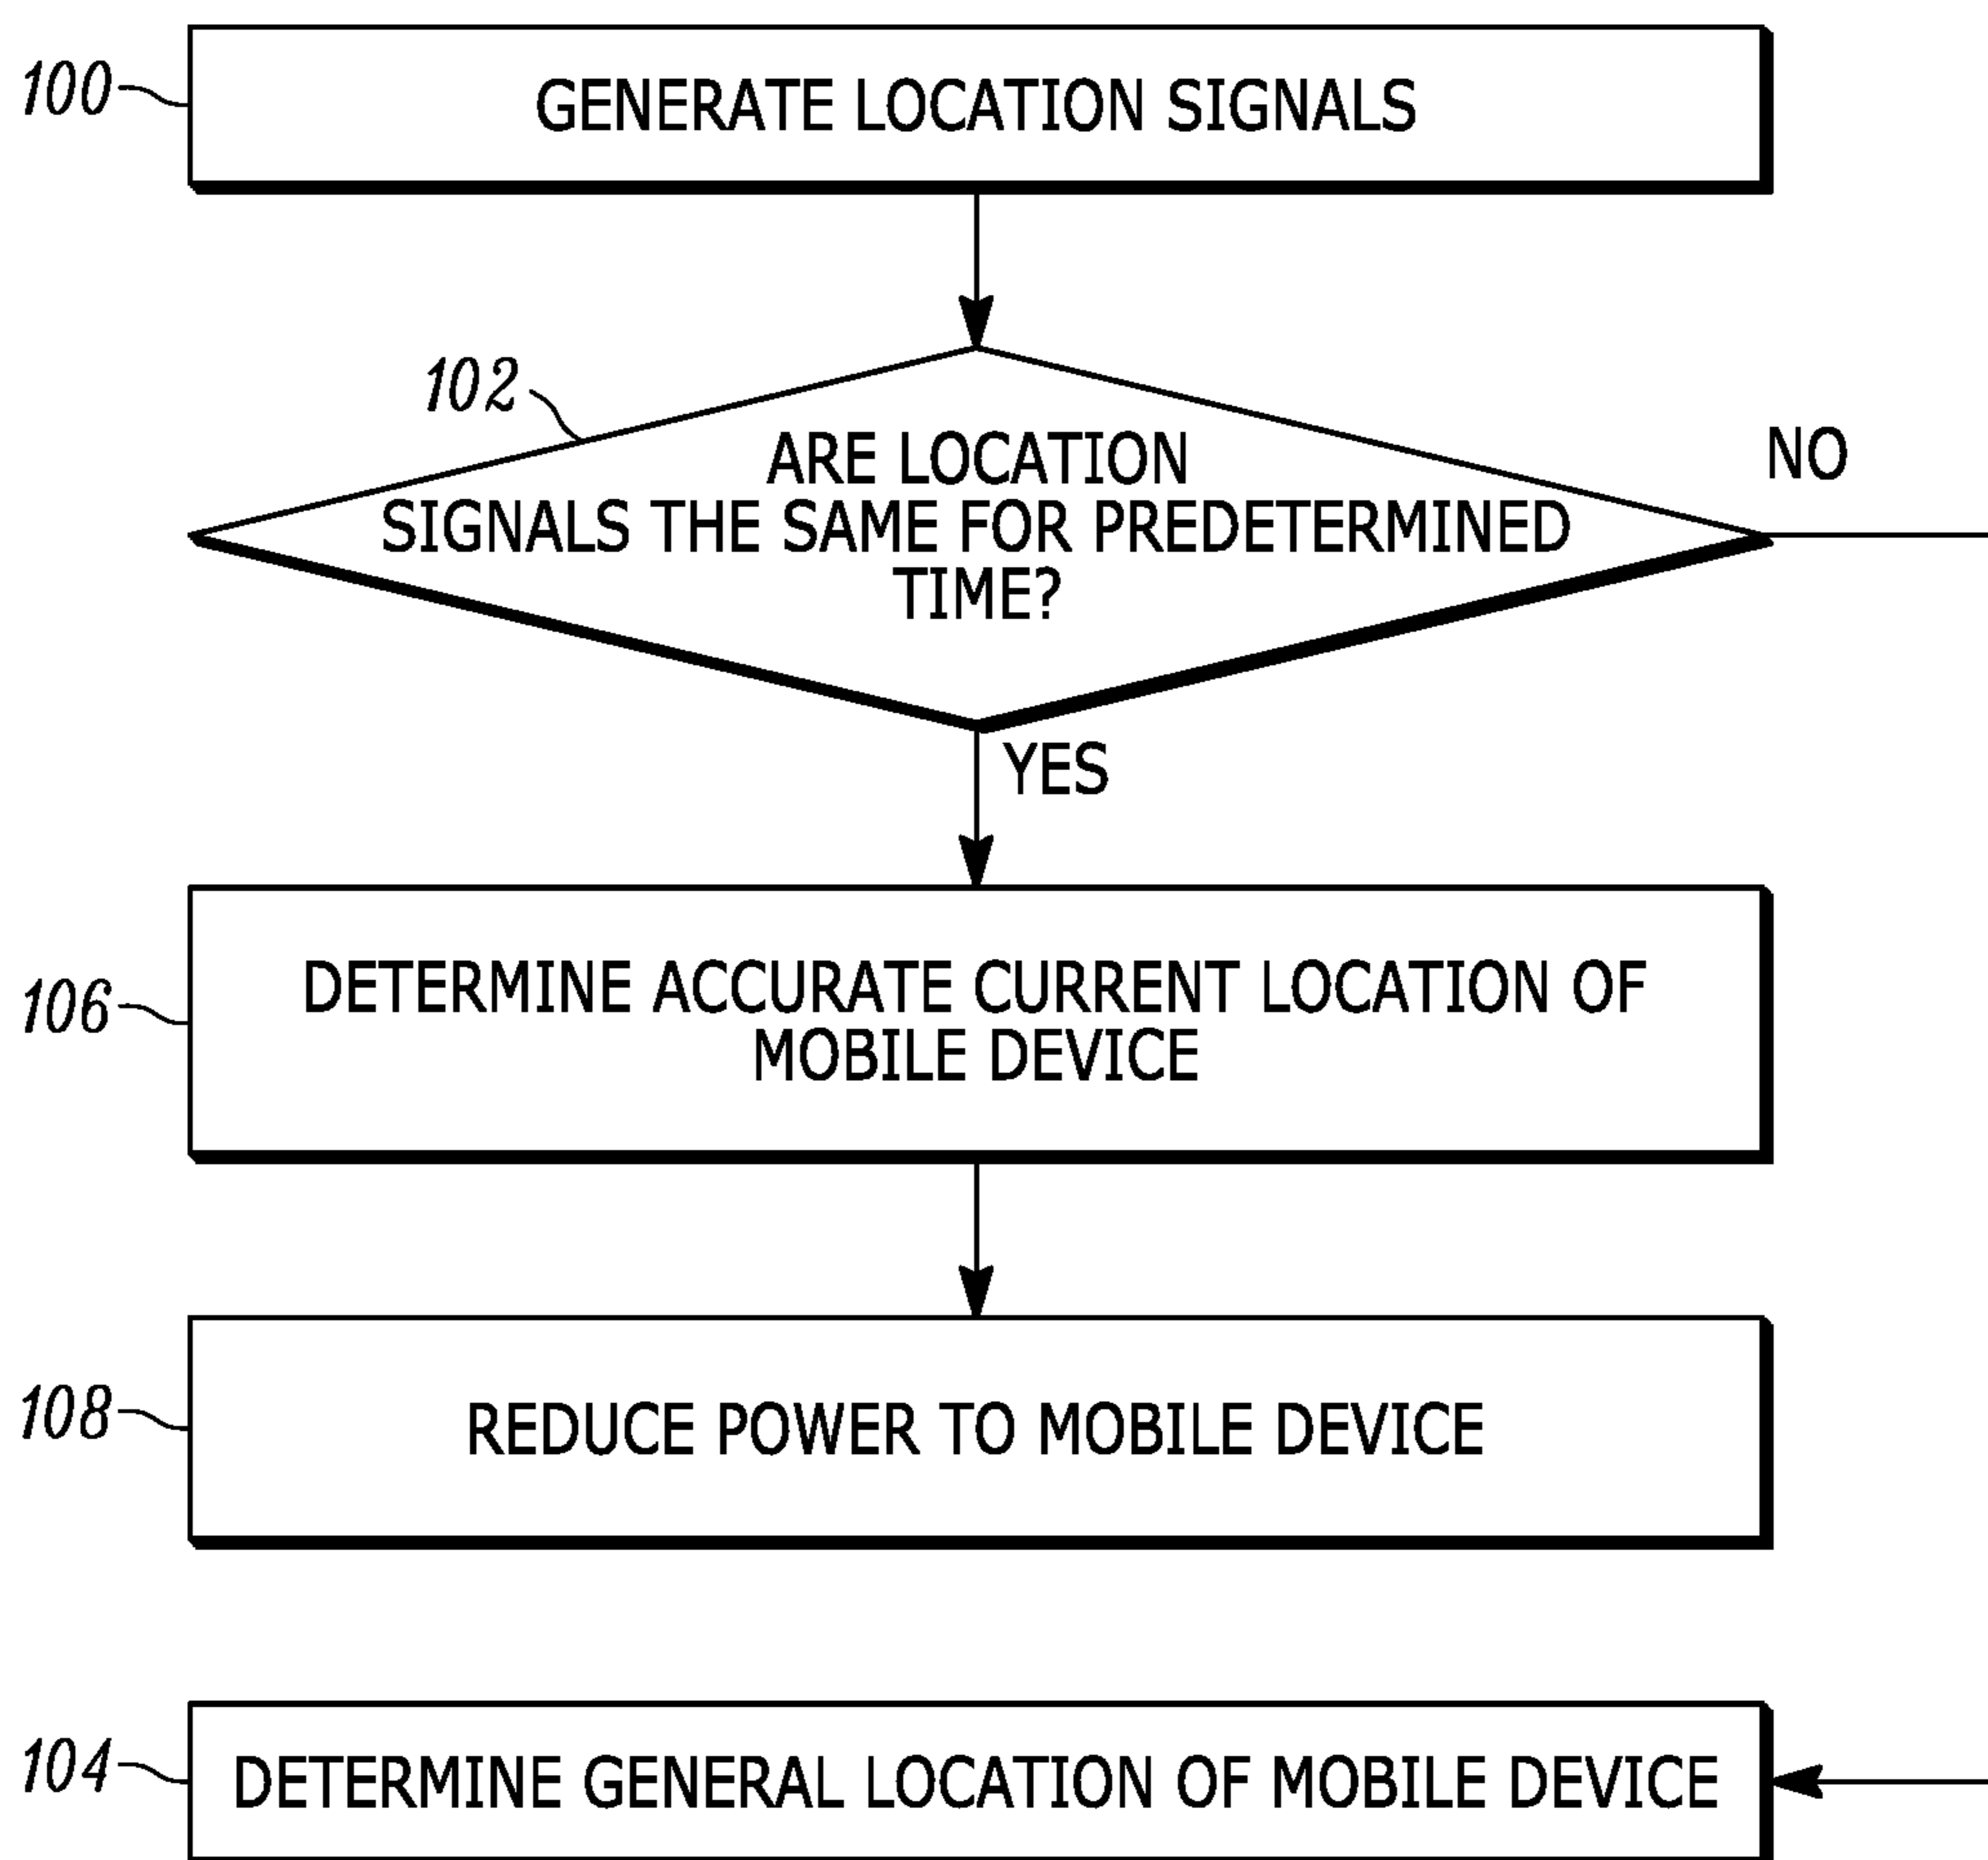 100
GENERATE LOCATION SIGNALS
102
ARE LOCATION
SIGNALS THE SAME FOR PREDETERMINED
TIME?
NO
YES
106
DETERMINE ACCURATE CURRENT LOCATION OF
MOBILE DEVICE
108
REDUCE POWER TO MOBILE DEVICE
104
DETERMINE GENERAL LOCATION OF MOBILE DEVICE